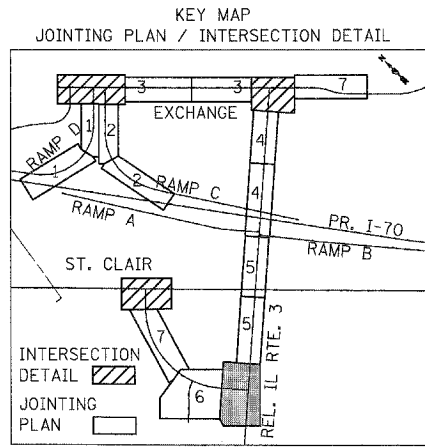 KEY MAP
JOINTING PLAN / INTERSECTION DETAIL
3
3
7
EXCHANGE
1
2
RAMP D
1
2
RAMP C
4
4
RAMP A
PR. I-70
RAMP B
ST. CLAIR
5
5
7
6
REL. IL RTE. 3
INTERSECTION
DETAIL
JOINTING
PLAN